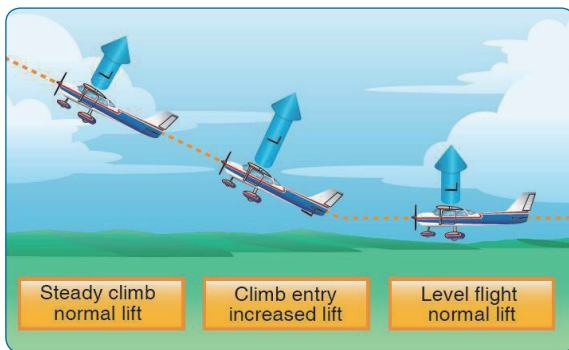 L
L
L
Steady climb
normal lift
Climb entry
increased lift
Level flight
normal lift